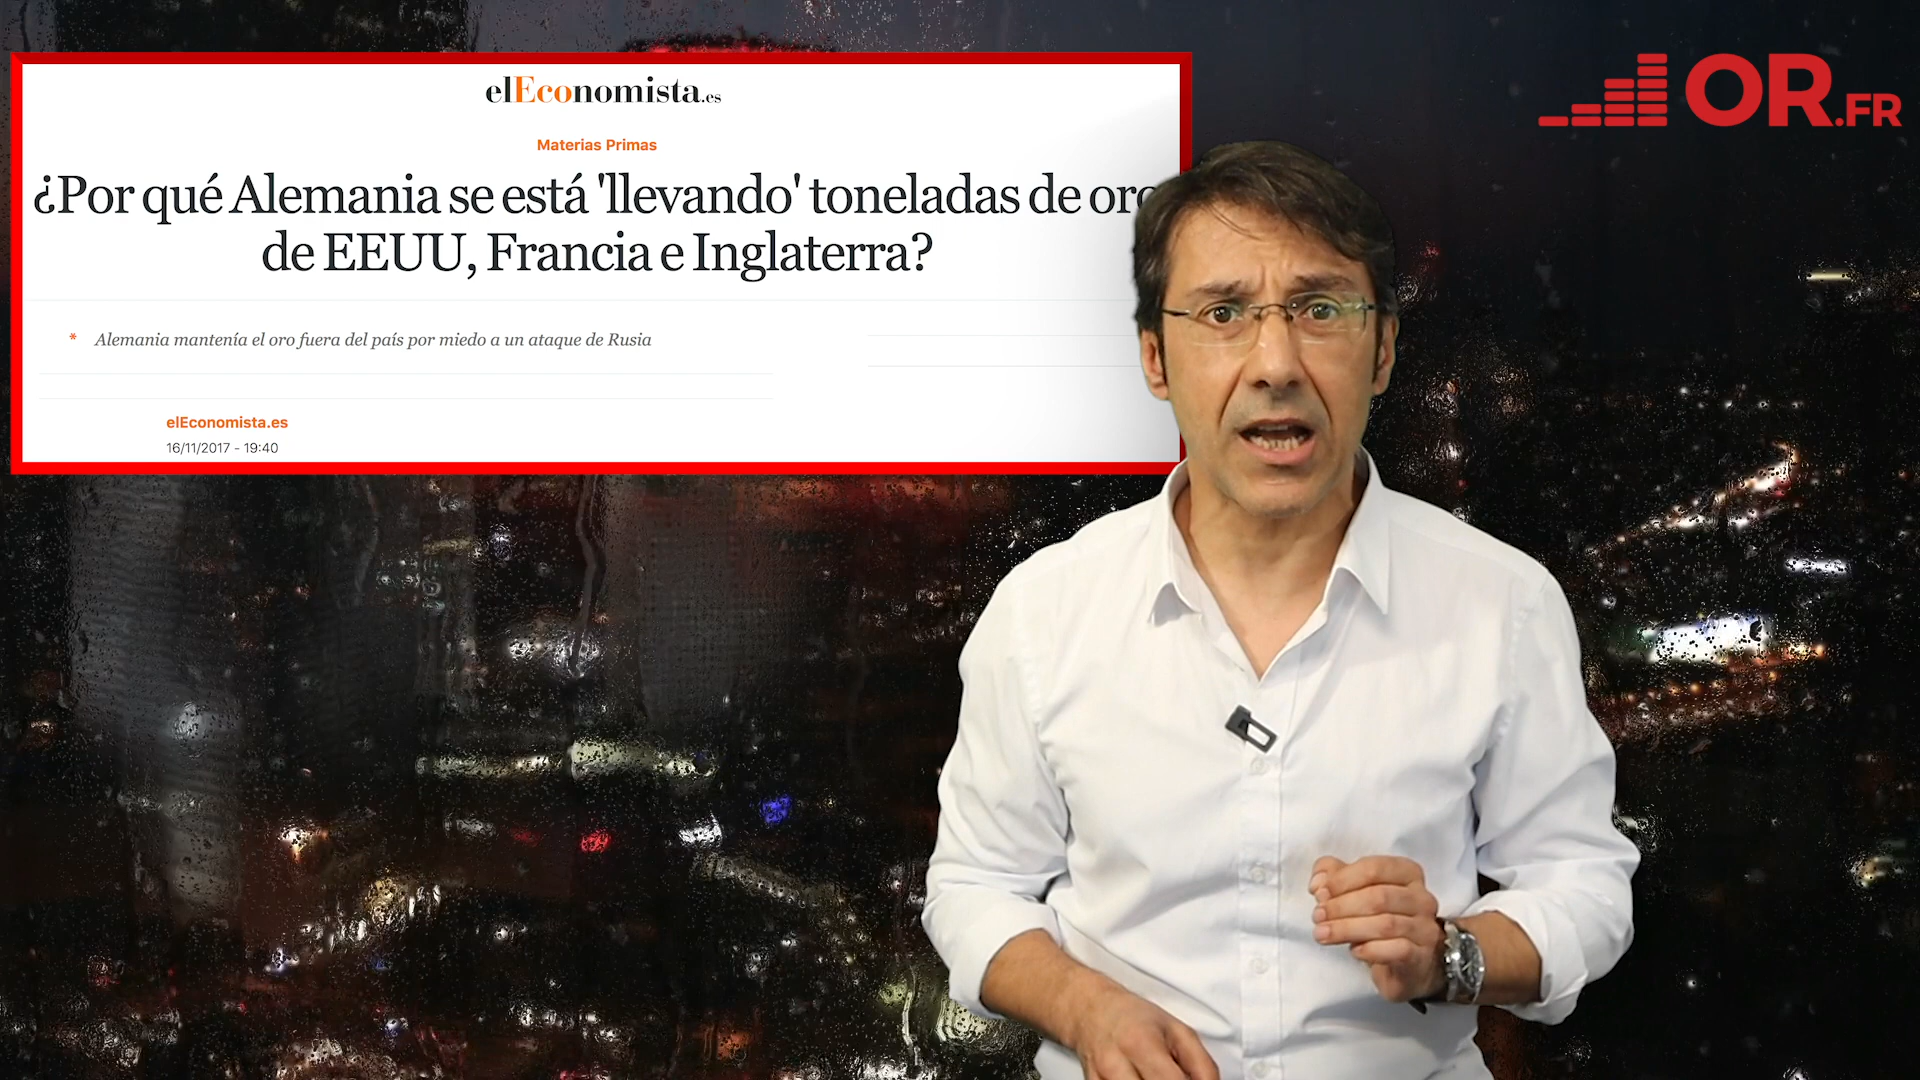 elEconomista.es
Materias Primas
¿Por qué Alemania se está 'llevando' toneladas de oro
de EEUU, Francia e Inglaterra?
* Alemania mantenía el oro fuera del país por miedo a un ataque de Rusia
elEconomista.es
16/11/2017 - 19:40
OR.FR